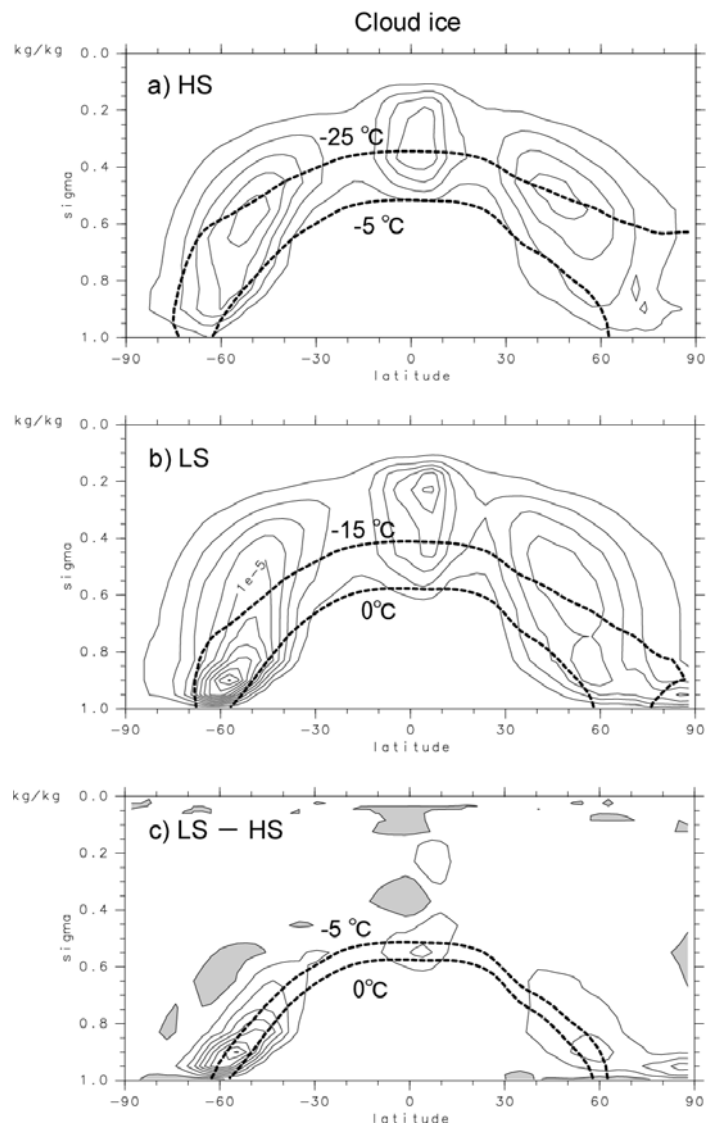 Cloud ice
kg/kg
0.0
a) HS
0.2
-25 °C
0.4
sigma
0.6
-5 °C
0.8
1.0
-90 -60 -30 0 30 60 90
latitude
kg/kg
0.0
b) LS
0.2
-15 °C
0.4
sigma
1e-5
0.6
0°C
0.8
1.0
-90 -60 -30 0 30 60 90
latitude
kg/kg
0.0
c) LS − HS
0.2
0.4
-5 °C
sigma
0.6
0°C
0.8
1.0
-90 -60 -30 0 30 60 90
latitude